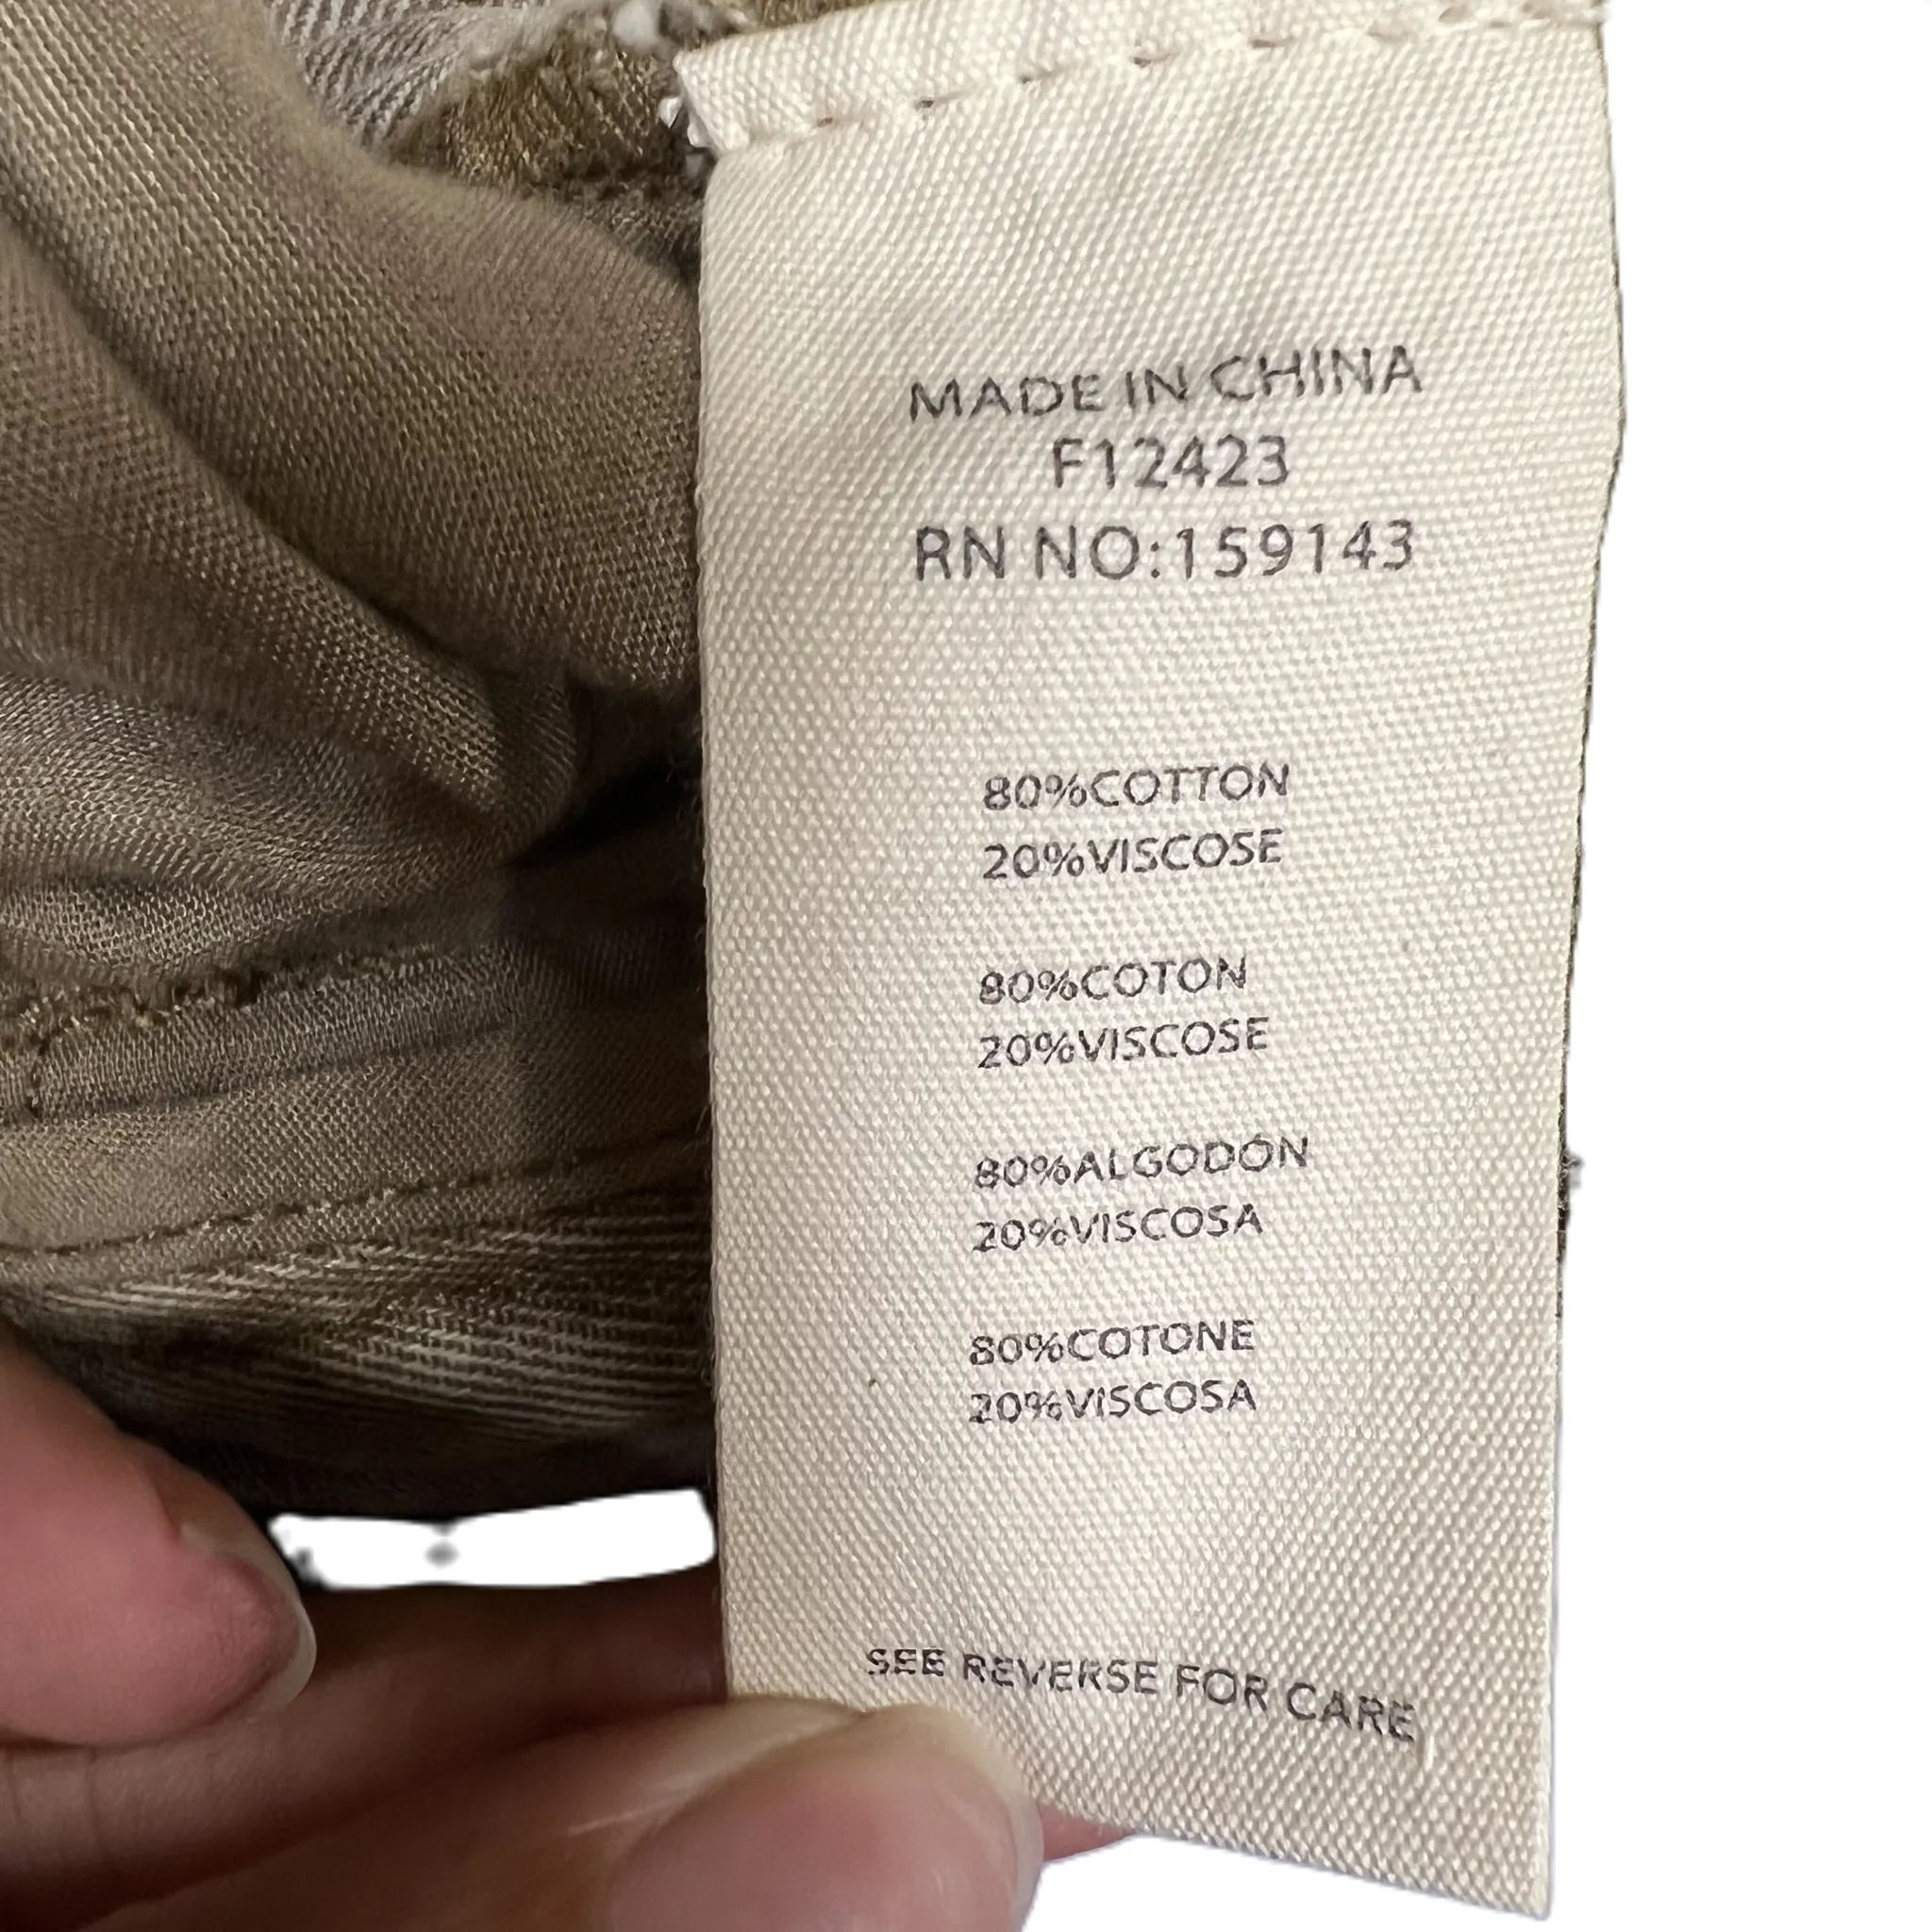 MADE IN CHINA
F12423
RN NO:159143
80%COTTON
20%VISCOSE
80%COTON
20%VISCOSE
80%ALGODÓN
20%VISCOSA
80%COTONE
20%VISCOSA
SEE REVERSE FOR CARE